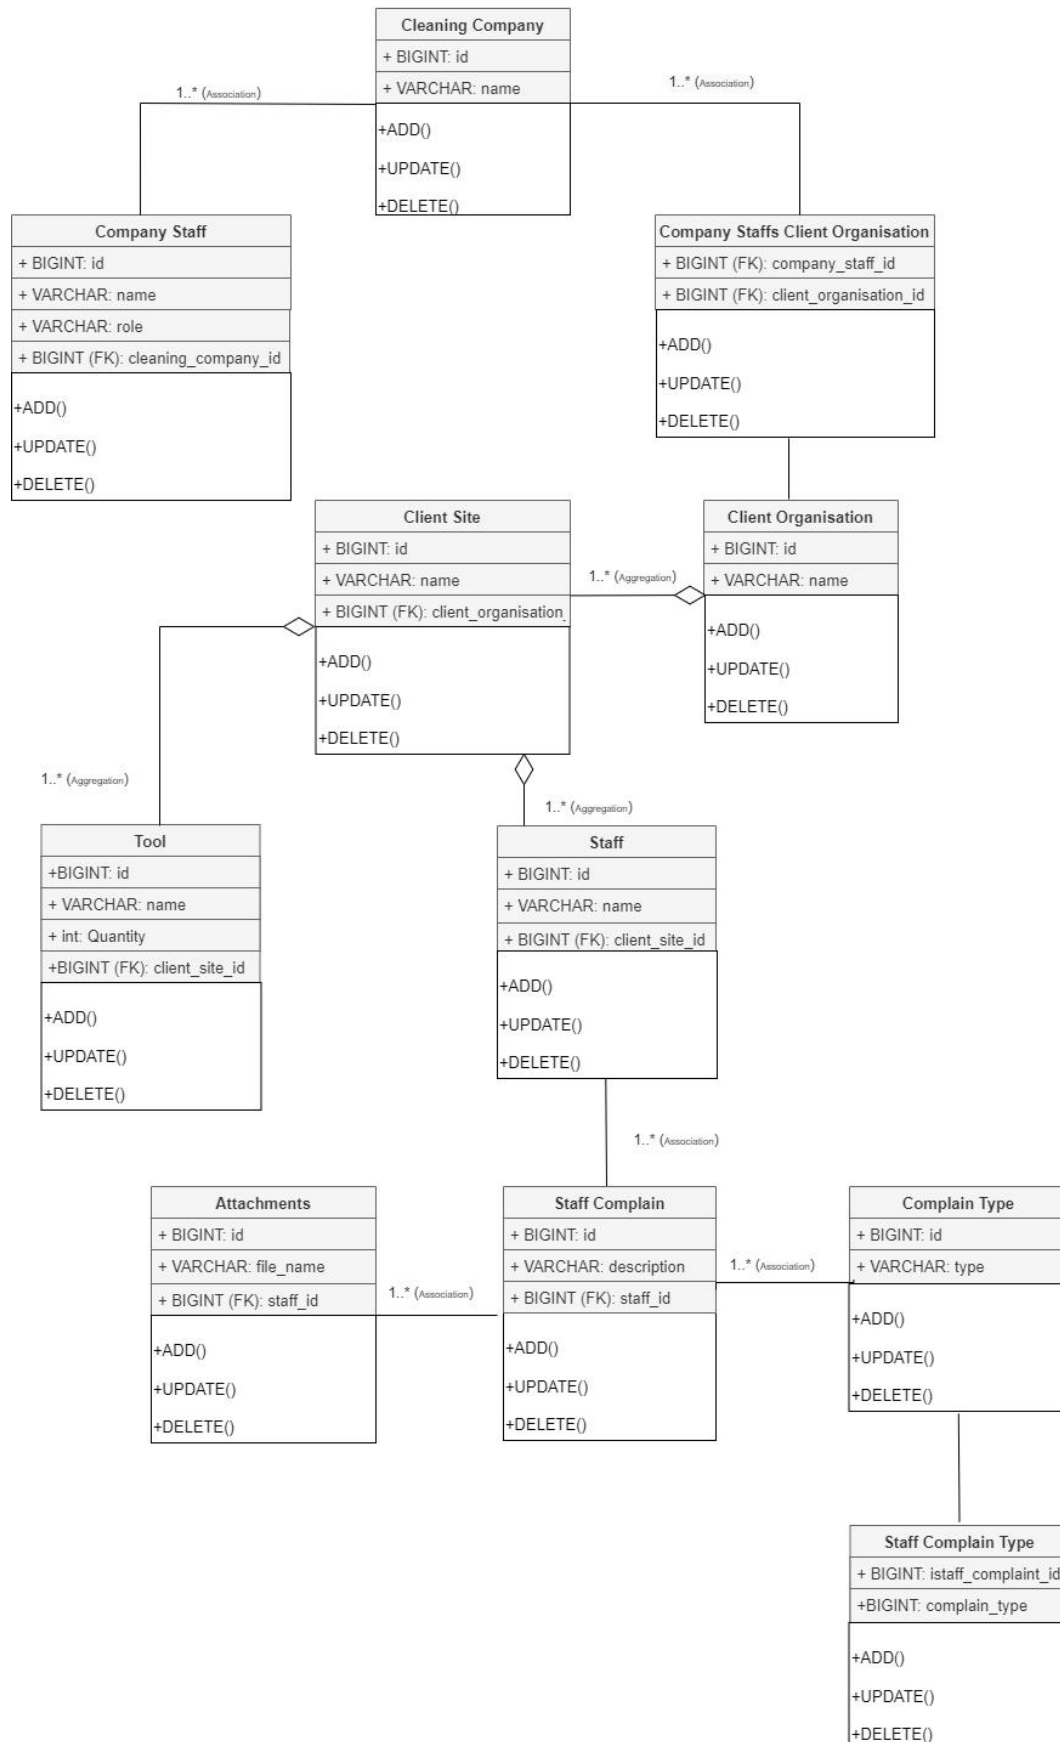 Cleaning Company
+ BIGINT: id
+ VARCHAR: name
+ADD()
+UPDATE()
+DELETE()
1..* (Association)
1..* (Association)
Company Staff
+ BIGINT: id
+ VARCHAR: name
+ VARCHAR: role
+ BIGINT (FK): cleaning_company_id
+ADD()
+UPDATE()
+DELETE()
Company Staffs Client Organisation
+ BIGINT (FK): company_staff_id
+ BIGINT (FK): client_organisation_id
+ADD()
+UPDATE()
+DELETE()
Client Site
+ BIGINT: id
+ VARCHAR: name
+ BIGINT (FK): client_organisation_
+ADD()
+UPDATE()
+DELETE()
1..* (Aggregation)
Client Organisation
+ BIGINT: id
+ VARCHAR: name
+ADD()
+UPDATE()
+DELETE()
1..* (Aggregation)
1..* (Aggregation)
Tool
+BIGINT: id
+ VARCHAR: name
+ int: Quantity
+BIGINT (FK): client_site_id
+ADD()
+UPDATE()
+DELETE()
Staff
+ BIGINT: id
+ VARCHAR: name
+ BIGINT (FK): client_site_id
+ADD()
+UPDATE()
+DELETE()
1..* (Association)
Attachments
+ BIGINT: id
+ VARCHAR: file_name
+ BIGINT (FK): staff_id
+ADD()
+UPDATE()
+DELETE()
1..* (Association)
Staff Complain
+ BIGINT: id
+ VARCHAR: description
+ BIGINT (FK): staff_id
+ADD()
+UPDATE()
+DELETE()
1..* (Association)
Complain Type
+ BIGINT: id
+ VARCHAR: type
+ADD()
+UPDATE()
+DELETE()
Staff Complain Type
+ BIGINT: istaff_complaint_id
+BIGINT: complain_type
+ADD()
+UPDATE()
+DELETE()